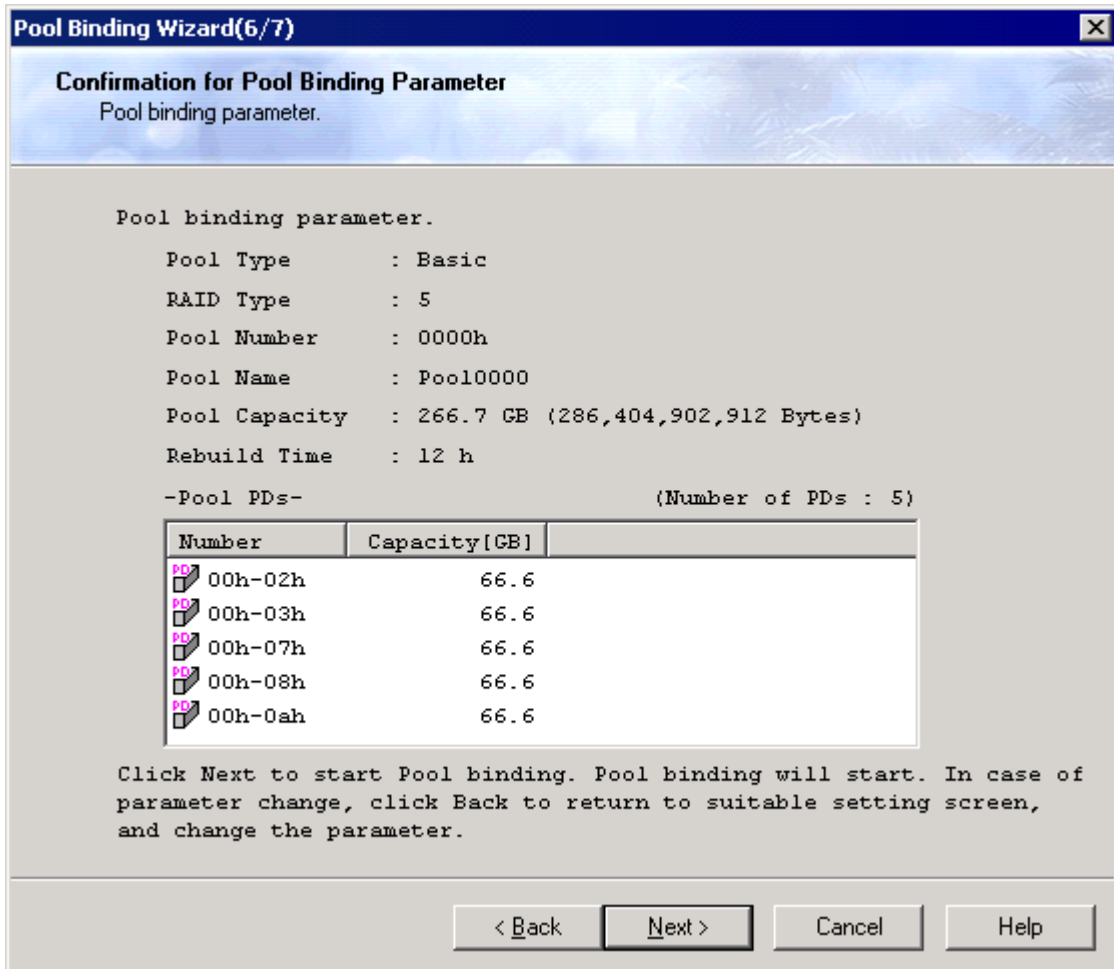 Pool Binding Wizard(6/7)
Confirmation for Pool Binding Parameter
Pool binding parameter.
Pool binding parameter.
Pool Type : Basic
RAID Type : 5
Pool Number : 0000h
Pool Name : Pool0000
Pool Capacity : 266.7 GB (286,404,902,912 Bytes)
Rebuild Time : 12 h
-Pool PDs- (Number of PDs : 5)
Number Capacity[GB]
PD 00h-02h 66.6
PD 00h-03h 66.6
PD 00h-07h 66.6
PD 00h-08h 66.6
PD 00h-0ah 66.6
Click Next to start Pool binding. Pool binding will start. In case of
parameter change, click Back to return to suitable setting screen,
and change the parameter.
< Back Next > Cancel Help